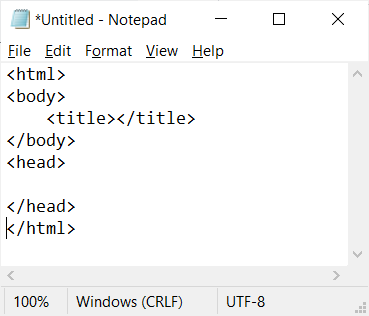 *Untitled - Notepad
File Edit Format View Help
<html>
<body>
    <title></title>
</body>
<head>

</head>
</html>
100% Windows (CRLF) UTF-8